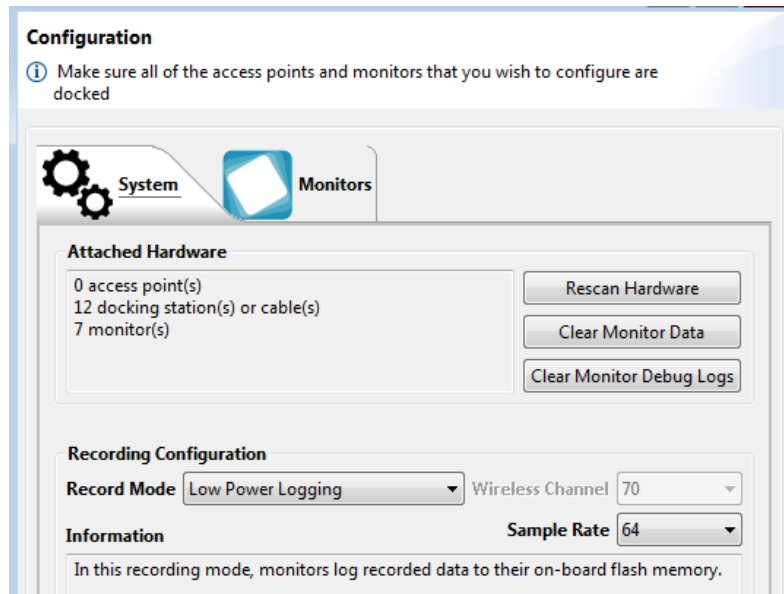 Configuration
Make sure all of the access points and monitors that you wish to configure are
docked
System
Monitors
Attached Hardware
0 access point(s)
12 docking station(s) or cable(s)
7 monitor(s)
Rescan Hardware
Clear Monitor Data
Clear Monitor Debug Logs
Recording Configuration
Record Mode Low Power Logging Wireless Channel 70
Information Sample Rate 64
In this recording mode, monitors log recorded data to their on-board flash memory.